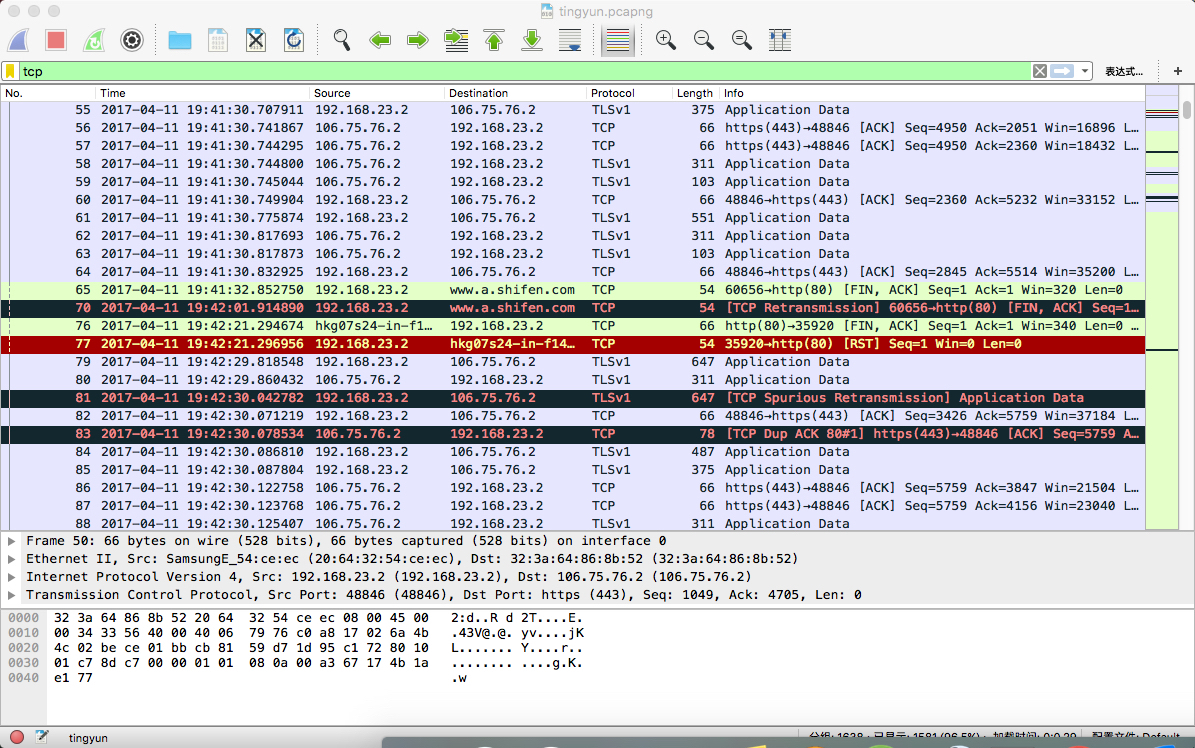 tingyun.pcapng
tcp
表达式…
+
No. Time Source Destination Protocol Length Info
55 2017-04-11 19:41:30.707911 192.168.23.2 106.75.76.2 TLSv1 375 Application Data
56 2017-04-11 19:41:30.741867 106.75.76.2 192.168.23.2 TCP 66 https(443)→48846 [ACK] Seq=4950 Ack=2051 Win=16896 L…
57 2017-04-11 19:41:30.744295 106.75.76.2 192.168.23.2 TCP 66 https(443)→48846 [ACK] Seq=4950 Ack=2360 Win=18432 L…
58 2017-04-11 19:41:30.744800 106.75.76.2 192.168.23.2 TLSv1 311 Application Data
59 2017-04-11 19:41:30.745044 106.75.76.2 192.168.23.2 TLSv1 103 Application Data
60 2017-04-11 19:41:30.749904 192.168.23.2 106.75.76.2 TCP 66 48846→https(443) [ACK] Seq=2360 Ack=5232 Win=33152 L…
61 2017-04-11 19:41:30.775874 192.168.23.2 106.75.76.2 TLSv1 551 Application Data
62 2017-04-11 19:41:30.817693 106.75.76.2 192.168.23.2 TLSv1 311 Application Data
63 2017-04-11 19:41:30.817873 106.75.76.2 192.168.23.2 TLSv1 103 Application Data
64 2017-04-11 19:41:30.832925 192.168.23.2 106.75.76.2 TCP 66 48846→https(443) [ACK] Seq=2845 Ack=5514 Win=35200 L…
65 2017-04-11 19:41:32.852750 192.168.23.2 www.a.shifen.com TCP 54 60656→http(80) [FIN, ACK] Seq=1 Ack=1 Win=320 Len=0
70 2017-04-11 19:42:01.914890 192.168.23.2 www.a.shifen.com TCP 54 [TCP Retransmission] 60656→http(80) [FIN, ACK] Seq=1…
76 2017-04-11 19:42:21.294674 hkg07s24-in-f1… 192.168.23.2 TCP 66 http(80)→35920 [FIN, ACK] Seq=1 Ack=1 Win=340 Len=0 …
77 2017-04-11 19:42:21.296956 192.168.23.2 hkg07s24-in-f14… TCP 54 35920→http(80) [RST] Seq=1 Win=0 Len=0
79 2017-04-11 19:42:29.818548 192.168.23.2 106.75.76.2 TLSv1 647 Application Data
80 2017-04-11 19:42:29.860432 106.75.76.2 192.168.23.2 TLSv1 311 Application Data
81 2017-04-11 19:42:30.042782 192.168.23.2 106.75.76.2 TLSv1 647 [TCP Spurious Retransmission] Application Data
82 2017-04-11 19:42:30.071219 192.168.23.2 106.75.76.2 TCP 66 48846→https(443) [ACK] Seq=3426 Ack=5759 Win=37184 L…
83 2017-04-11 19:42:30.078534 106.75.76.2 192.168.23.2 TCP 78 [TCP Dup ACK 80#1] https(443)→48846 [ACK] Seq=5759 A…
84 2017-04-11 19:42:30.086810 192.168.23.2 106.75.76.2 TLSv1 487 Application Data
85 2017-04-11 19:42:30.087804 192.168.23.2 106.75.76.2 TLSv1 375 Application Data
86 2017-04-11 19:42:30.122758 106.75.76.2 192.168.23.2 TCP 66 https(443)→48846 [ACK] Seq=5759 Ack=3847 Win=21504 L…
87 2017-04-11 19:42:30.123768 106.75.76.2 192.168.23.2 TCP 66 https(443)→48846 [ACK] Seq=5759 Ack=4156 Win=23040 L…
88 2017-04-11 19:42:30.125407 106.75.76.2 192.168.23.2 TLSv1 311 Application Data
Frame 50: 66 bytes on wire (528 bits), 66 bytes captured (528 bits) on interface 0
Ethernet II, Src: SamsungE_54:ce:ec (20:64:32:54:ce:ec), Dst: 32:3a:64:86:8b:52 (32:3a:64:86:8b:52)
Internet Protocol Version 4, Src: 192.168.23.2 (192.168.23.2), Dst: 106.75.76.2 (106.75.76.2)
Transmission Control Protocol, Src Port: 48846 (48846), Dst Port: https (443), Seq: 1049, Ack: 4705, Len: 0
0000 32 3a 64 86 8b 52 20 64 32 54 ce ec 08 00 45 00 2:d..R d 2T....E.
0010 00 34 33 56 40 00 40 06 79 76 c0 a8 17 02 6a 4b .43V@.@. yv....jK
0020 4c 02 be ce 01 bb cb 81 59 d7 1d 95 c1 72 80 10 L....... Y....r..
0030 01 c7 8d c7 00 00 01 01 08 0a 00 a3 67 17 4b 1a ........ ....g.K.
0040 e1 77 .w
tingyun
分组: 1638 · 已显示: 1581 (96.5%) · 加载时间: 0:0.29 配置文件: Default